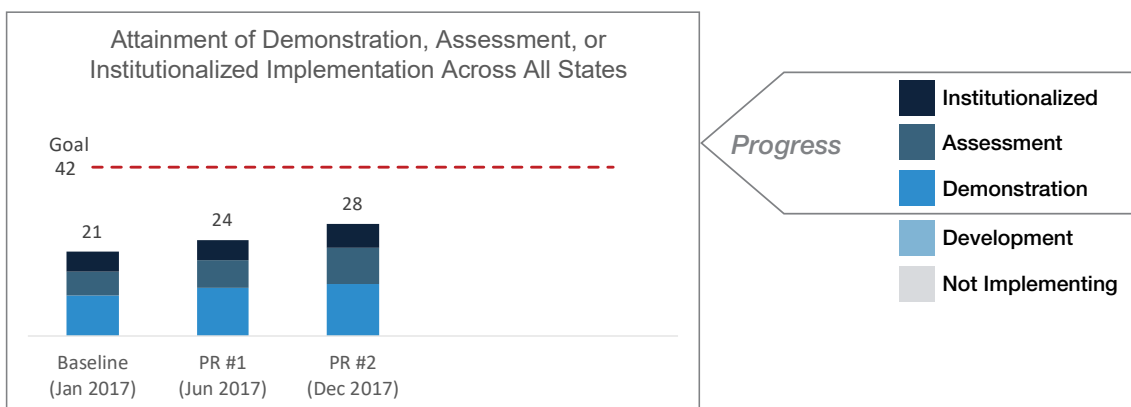 Attainment of Demonstration, Assessment, or
Institutionalized Implementation Across All States
Goal
42
21
24
28
Baseline
(Jan 2017)
PR #1
(Jun 2017)
PR #2
(Dec 2017)
Progress
Institutionalized
Assessment
Demonstration
Development
Not Implementing